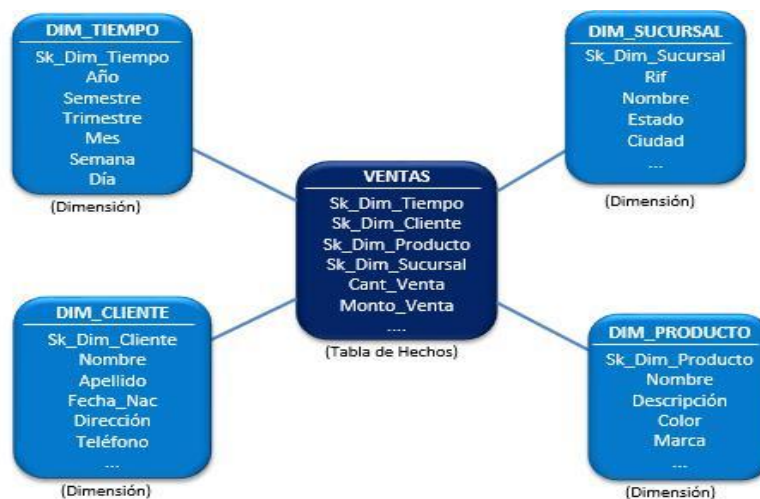 DIM_TIEMPO
Sk_Dim_Tiempo
Año
Semestre
Trimestre
Mes
Semana
Día
(Dimensión)
DIM_SUCURSAL
Sk_Dim_Sucursal
Rif
Nombre
Estado
Ciudad
...
(Dimensión)
VENTAS
Sk_Dim_Tiempo
Sk_Dim_Cliente
Sk_Dim_Producto
Sk_Dim_Sucursal
Cant_Venta
Monto_Venta
....
(Tabla de Hechos)
DIM_CLIENTE
Sk_Dim_Cliente
Nombre
Apellido
Fecha_Nac
Dirección
Teléfono
...
(Dimensión)
DIM_PRODUCTO
Sk_Dim_Producto
Nombre
Descripción
Color
Marca
...
(Dimensión)